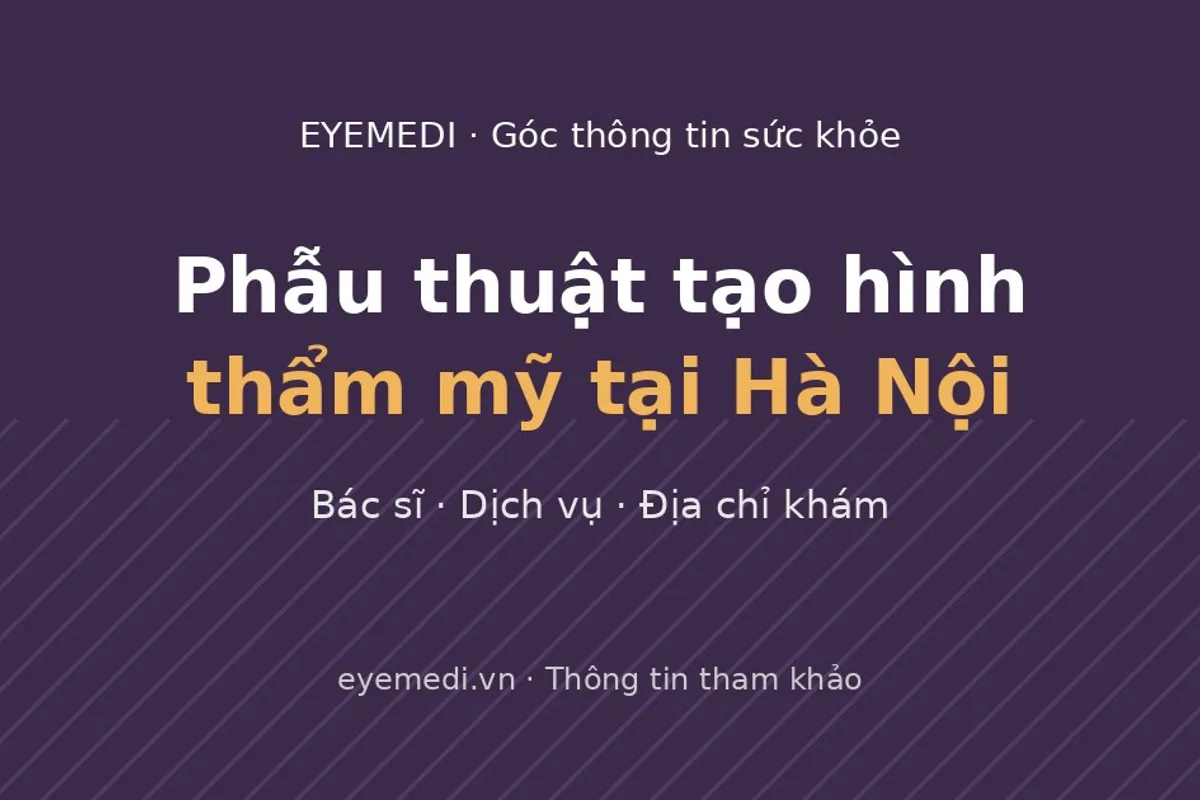 EYEMEDI · Góc thông tin sức khỏe
Phẫu thuật tạo hình
thẩm mỹ tại Hà Nội
Bác sĩ · Dịch vụ · Địa chỉ khám
eyemedi.vn · Thông tin tham khảo